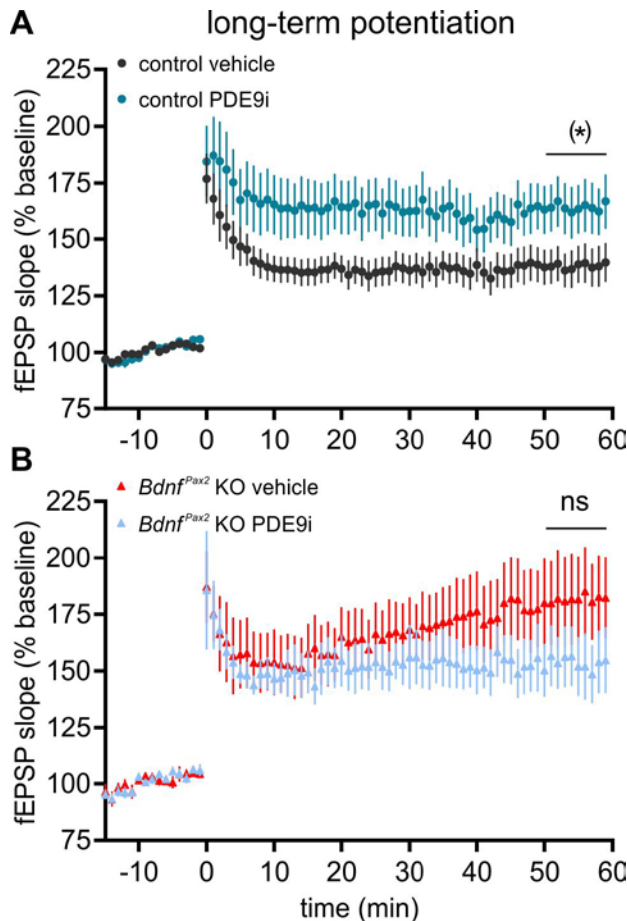 A long-term potentiation
control vehicle
control PDE9i
(*)
fEPSP slope (% baseline)
225
200
175
150
125
100
75
-10 0 10 20 30 40 50 60
B
Bdnf^Pax2 KO vehicle
Bdnf^Pax2 KO PDE9i
ns
fEPSP slope (% baseline)
225
200
175
150
125
100
75
-10 0 10 20 30 40 50 60
time (min)